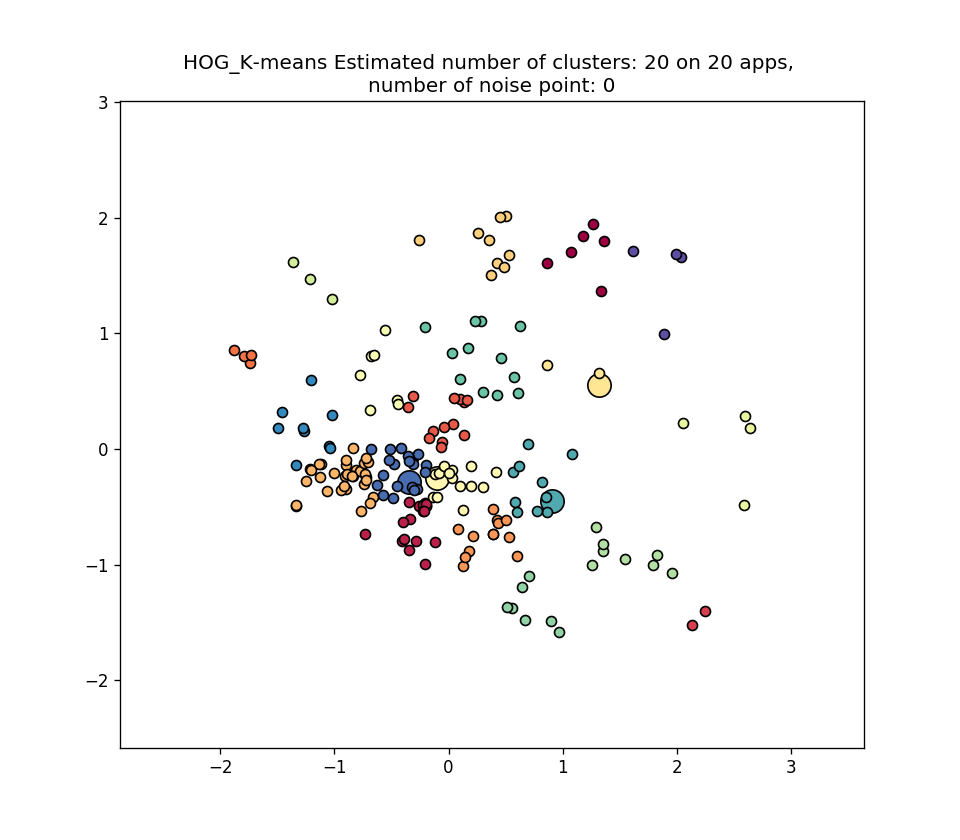 HOG_K-means Estimated number of clusters: 20 on 20 apps,
number of noise point: 0
3
2
1
0
−1
−2
−2 −1 0 1 2 3